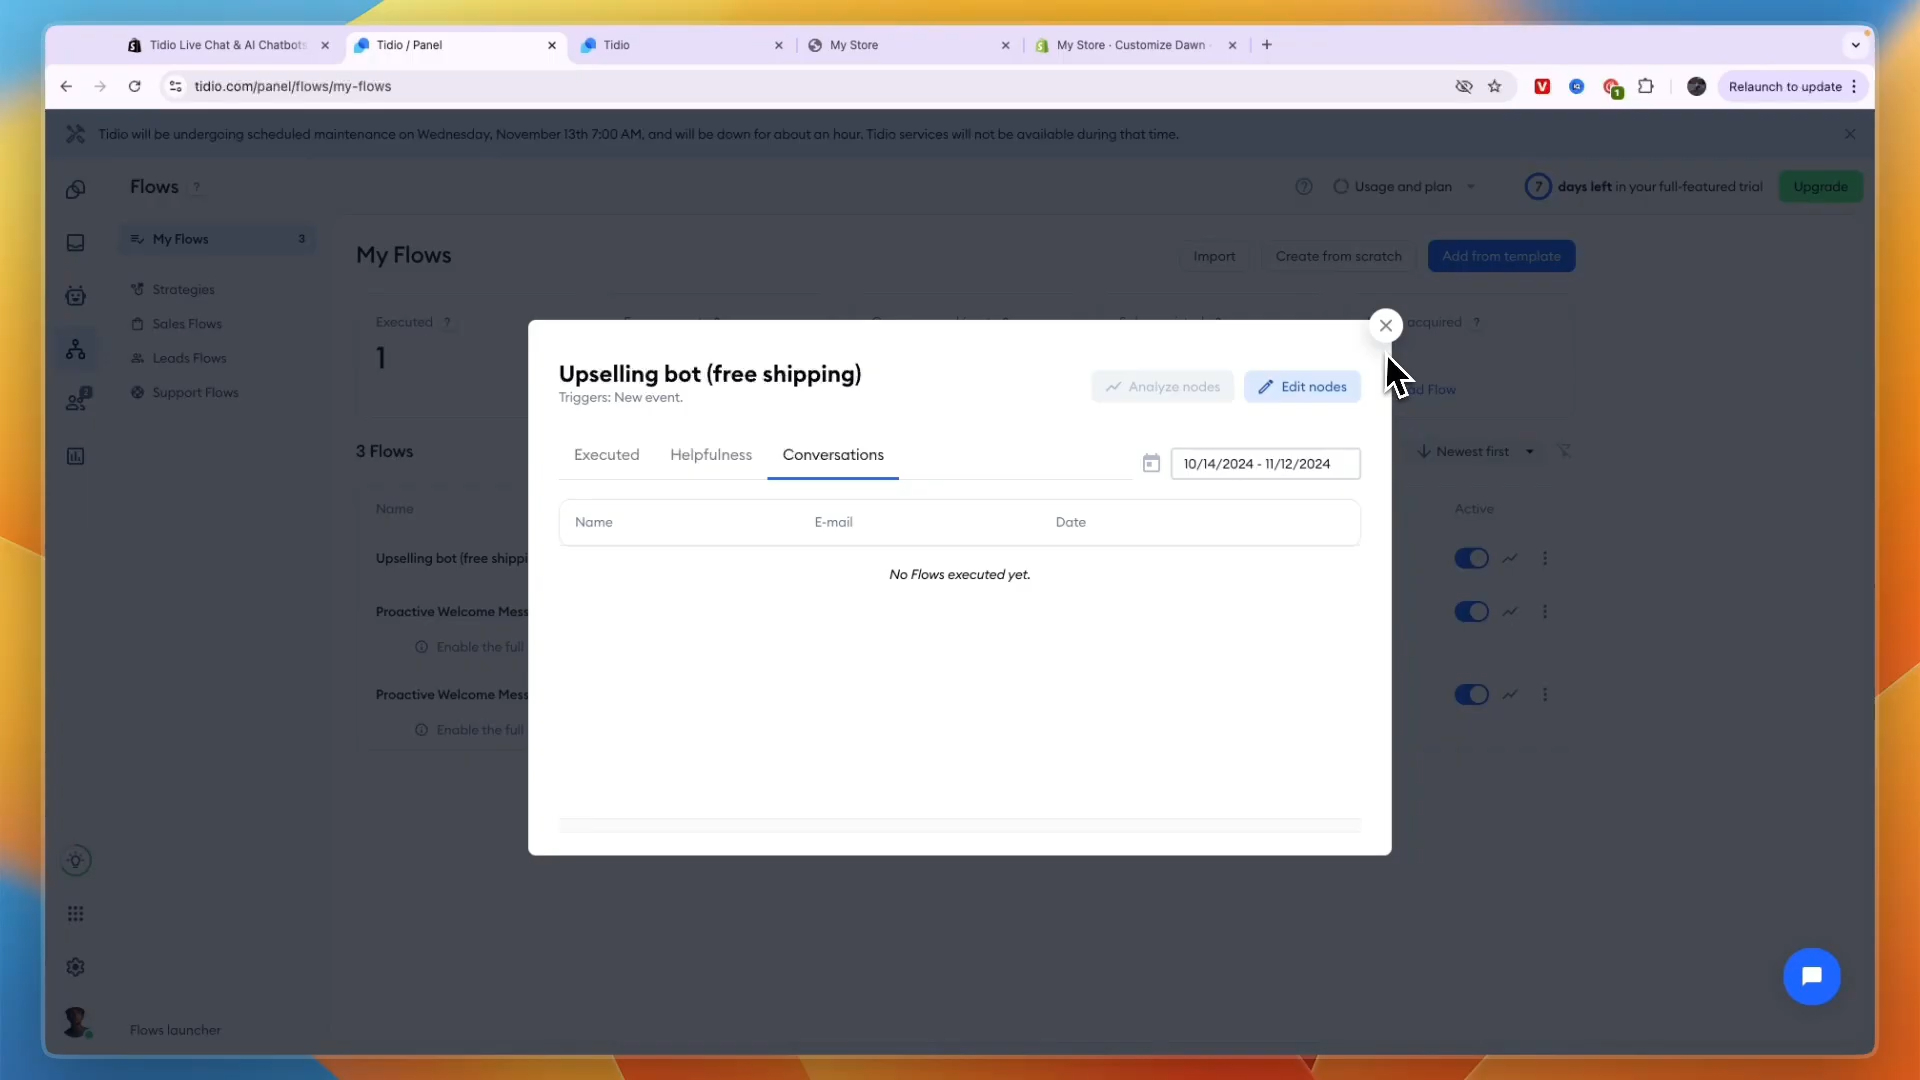 Tidio Live Chat & AI Chatbots
Tidio / Panel
Tidio
My Store
My Store · Customize Dawn ·
tidio.com/panel/flows/my-flows
1
Relaunch to update
Tidio will be undergoing scheduled maintenance on Wednesday, November 13th 7:00 AM, and will be down for about an hour. Tidio services will not be available during that time.
Flows ?
Usage and plan
7 days left in your full-featured trial
Upgrade
My Flows 3
Strategies
Sales Flows
Leads Flows
Support Flows
My Flows
Import
Create from scratch
Add from template
Executed ?
1
acquired ?
Flow
3 Flows
Newest first
Name
Active
Upselling bot (free shippi
Proactive Welcome Mess
Enable the full
Proactive Welcome Mess
Enable the full
Upselling bot (free shipping)
Triggers: New event.
Analyze nodes
Edit nodes
Executed
Helpfulness
Conversations
10/14/2024 - 11/12/2024
Name
E-mail
Date
No Flows executed yet.
Flows launcher